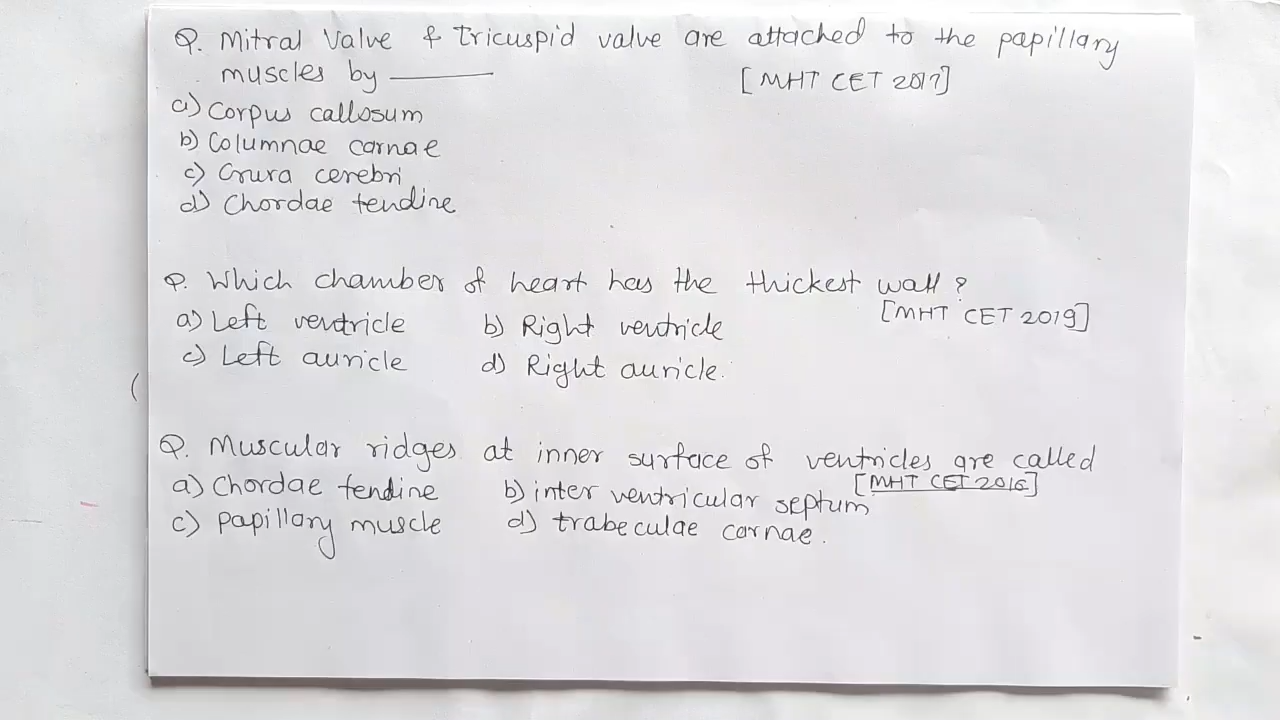 Q. Mitral Valve & tricuspid valve are attached to the papillary
muscles by ______ [MHT CET 2017]
a) Corpus callosum
b) Columnae carnae
c) Crura cerebri
d) Chordae tendine
Q. Which chamber of heart has the thickest wall?
[MHT CET 2019]
a) Left ventricle b) Right ventricle
c) Left auricle d) Right auricle.
Q. Muscular ridges at inner surface of ventricles are called
[MHT CET 2016]
a) Chordae tendine b) inter ventricular septum
c) papillary muscle d) trabeculae carnae.